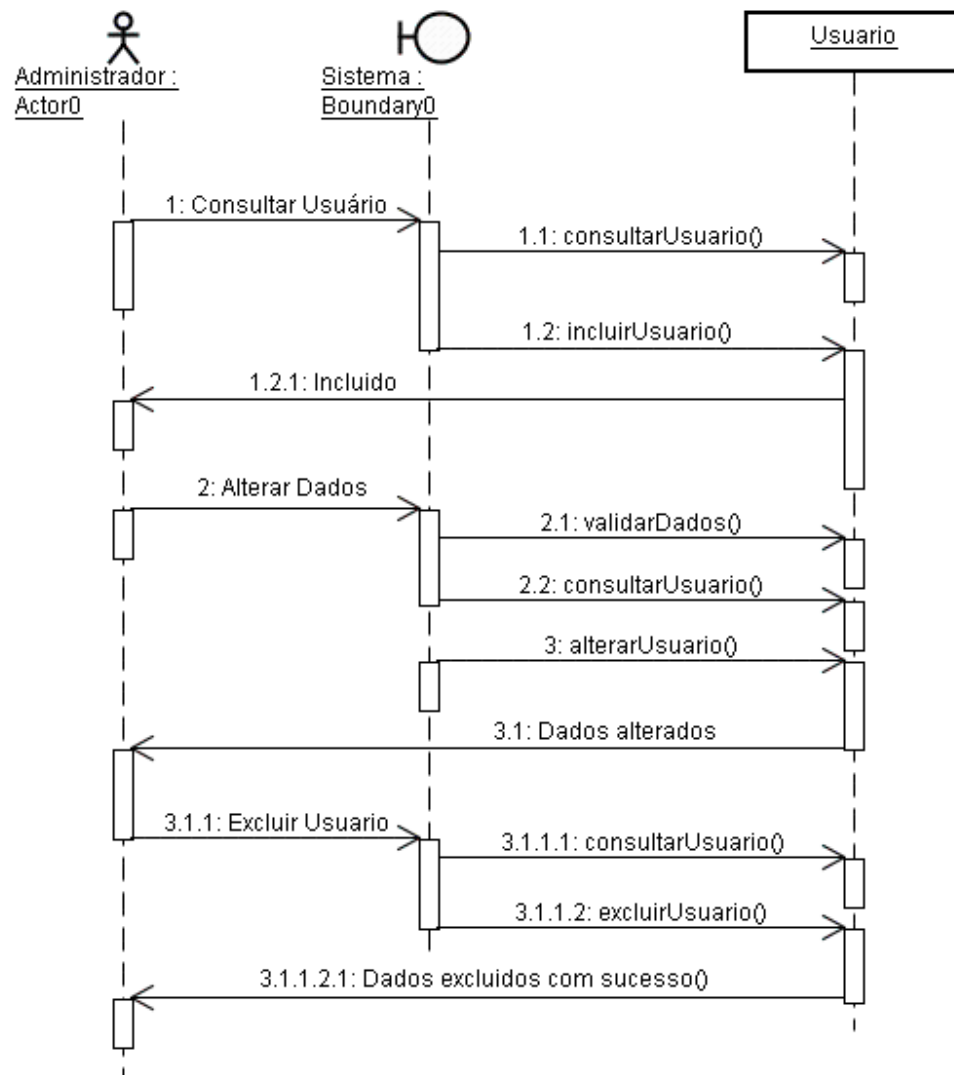 Administrador :
Actor0
Sistema :
Boundary0
Usuario
1: Consultar Usuário
1.1: consultarUsuario()
1.2: incluirUsuario()
1.2.1: Incluido
2: Alterar Dados
2.1: validarDados()
2.2: consultarUsuario()
3: alterarUsuario()
3.1: Dados alterados
3.1.1: Excluir Usuario
3.1.1.1: consultarUsuario()
3.1.1.2: excluirUsuario()
3.1.1.2.1: Dados excluidos com sucesso()